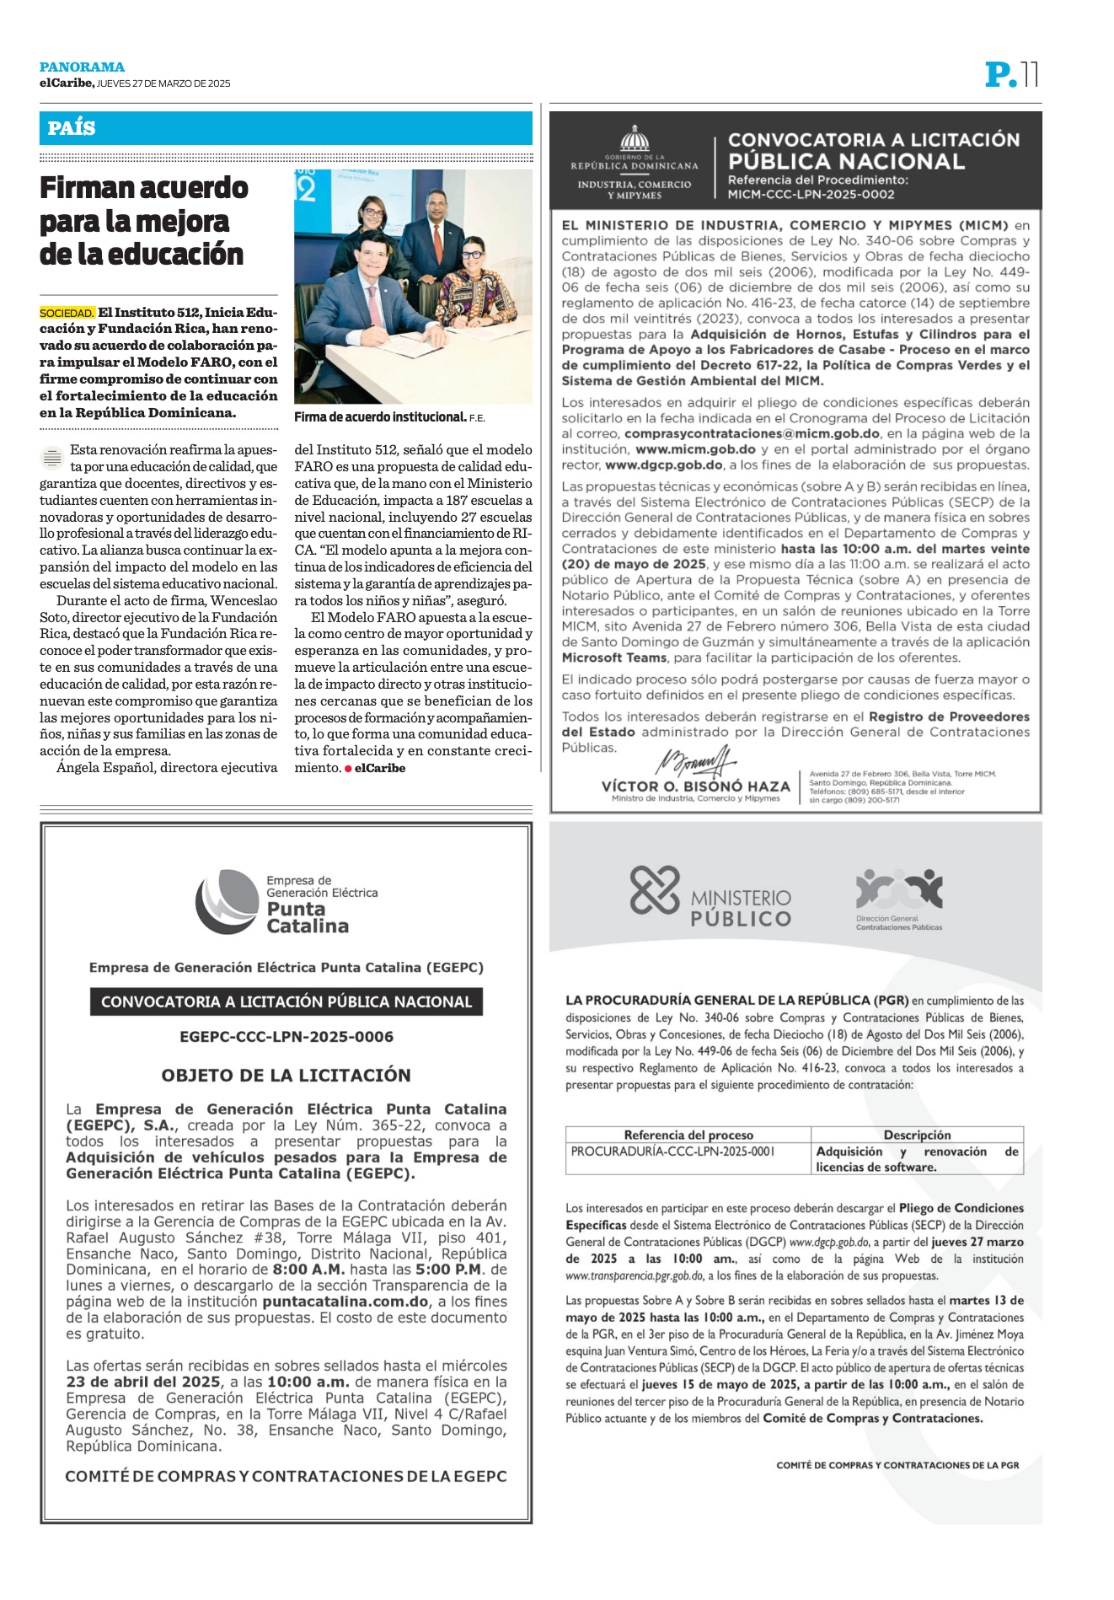 PANORAMA
elCaribe, JUEVES 27 DE MARZO DE 2025
P. 11
PAÍS
Firman acuerdo
para la mejora
de la educación
SOCIEDAD. El Instituto 512, Inicia Edu-
cación y Fundación Rica, han reno-
vado su acuerdo de colaboración pa-
ra impulsar el Modelo FARO, con el
firme compromiso de continuar con
el fortalecimiento de la educación
en la República Dominicana.
Firma de acuerdo institucional. F.E.
Esta renovación reafirma la apues-
ta por una educación de calidad, que
garantiza que docentes, directivos y es-
tudiantes cuenten con herramientas in-
novadoras y oportunidades de desarro-
llo profesional a través del liderazgo edu-
cativo. La alianza busca continuar la ex-
pansión del impacto del modelo en las
escuelas del sistema educativo nacional.
Durante el acto de firma, Wenceslao
Soto, director ejecutivo de la Fundación
Rica, destacó que la Fundación Rica re-
conoce el poder transformador que exis-
te en sus comunidades a través de una
educación de calidad, por esta razón re-
nuevan este compromiso que garantiza
las mejores oportunidades para los ni-
ños, niñas y sus familias en las zonas de
acción de la empresa.
Ángela Español, directora ejecutiva
del Instituto 512, señaló que el modelo
FARO es una propuesta de calidad edu-
cativa que, de la mano con el Ministerio
de Educación, impacta a 187 escuelas a
nivel nacional, incluyendo 27 escuelas
que cuentan con el financiamiento de RI-
CA. “El modelo apunta a la mejora con-
tinua de los indicadores de eficiencia del
sistema y la garantía de aprendizajes pa-
ra todos los niños y niñas”, aseguró.
El Modelo FARO apuesta a la escue-
la como centro de mayor oportunidad y
esperanza en las comunidades, y pro-
mueve la articulación entre una escue-
la de impacto directo y otras institucio-
nes cercanas que se benefician de los
procesos de formación y acompañamien-
to, lo que forma una comunidad educa-
tiva fortalecida y en constante creci-
miento. ● elCaribe
GOBIERNO DE LA
REPÚBLICA DOMINICANA
INDUSTRIA, COMERCIO
Y MIPYMES
CONVOCATORIA A LICITACIÓN
PÚBLICA NACIONAL
Referencia del Procedimiento:
MICM-CCC-LPN-2025-0002
EL MINISTERIO DE INDUSTRIA, COMERCIO Y MIPYMES (MICM) en
cumplimiento de las disposiciones de Ley No. 340-06 sobre Compras y
Contrataciones Públicas de Bienes, Servicios y Obras de fecha dieciocho
(18) de agosto de dos mil seis (2006), modificada por la Ley No. 449-
06 de fecha seis (06) de diciembre de dos mil seis (2006), así como su
reglamento de aplicación No. 416-23, de fecha catorce (14) de septiembre
de dos mil veintitrés (2023), convoca a todos los interesados a presentar
propuestas para la Adquisición de Hornos, Estufas y Cilindros para el
Programa de Apoyo a los Fabricadores de Casabe - Proceso en el marco
de cumplimiento del Decreto 617-22, la Política de Compras Verdes y el
Sistema de Gestión Ambiental del MICM.
Los interesados en adquirir el pliego de condiciones específicas deberán
solicitarlo en la fecha indicada en el Cronograma del Proceso de Licitación
al correo, comprasycontrataciones@micm.gob.do, en la página web de la
institución, www.micm.gob.do y en el portal administrado por el órgano
rector, www.dgcp.gob.do, a los fines de la elaboración de sus propuestas.
Las propuestas técnicas y económicas (sobre A y B) serán recibidas en línea,
a través del Sistema Electrónico de Contrataciones Públicas (SECP) de la
Dirección General de Contrataciones Públicas, y de manera física en sobres
cerrados y debidamente identificados en el Departamento de Compras y
Contrataciones de este ministerio hasta las 10:00 a.m. del martes veinte
(20) de mayo de 2025, y ese mismo día a las 11:00 a.m. se realizará el acto
público de Apertura de la Propuesta Técnica (sobre A) en presencia de
Notario Público, ante el Comité de Compras y Contrataciones, y oferentes
interesados o participantes, en un salón de reuniones ubicado en la Torre
MICM, sito Avenida 27 de Febrero número 306, Bella Vista de esta ciudad
de Santo Domingo de Guzmán y simultáneamente a través de la aplicación
Microsoft Teams, para facilitar la participación de los oferentes.
El indicado proceso sólo podrá postergarse por causas de fuerza mayor o
caso fortuito definidos en el presente pliego de condiciones específicas.
Todos los interesados deberán registrarse en el Registro de Proveedores
del Estado administrado por la Dirección General de Contrataciones
Públicas.
VÍCTOR O. BISONÓ HAZA
Ministro de Industria, Comercio y Mipymes
Avenida 27 de Febrero 306, Bella Vista, Torre MICM.
Santo Domingo, República Dominicana.
Teléfonos: (809) 685-5171, desde el interior
sin cargo (809) 200-5171
Empresa de
Generación Eléctrica
Punta
Catalina
Empresa de Generación Eléctrica Punta Catalina (EGEPC)
CONVOCATORIA A LICITACIÓN PÚBLICA NACIONAL
EGEPC-CCC-LPN-2025-0006
OBJETO DE LA LICITACIÓN
La Empresa de Generación Eléctrica Punta Catalina
(EGEPC), S.A., creada por la Ley Núm. 365-22, convoca a
todos los interesados a presentar propuestas para la
Adquisición de vehículos pesados para la Empresa de
Generación Eléctrica Punta Catalina (EGEPC).
Los interesados en retirar las Bases de la Contratación deberán
dirigirse a la Gerencia de Compras de la EGEPC ubicada en la Av.
Rafael Augusto Sánchez #38, Torre Málaga VII, piso 401,
Ensanche Naco, Santo Domingo, Distrito Nacional, República
Dominicana, en el horario de 8:00 A.M. hasta las 5:00 P.M. de
lunes a viernes, o descargarlo de la sección Transparencia de la
página web de la institución puntacatalina.com.do, a los fines
de la elaboración de sus propuestas. El costo de este documento
es gratuito.
Las ofertas serán recibidas en sobres sellados hasta el miércoles
23 de abril del 2025, a las 10:00 a.m. de manera física en la
Empresa de Generación Eléctrica Punta Catalina (EGEPC),
Gerencia de Compras, en la Torre Málaga VII, Nivel 4 C/Rafael
Augusto Sánchez, No. 38, Ensanche Naco, Santo Domingo,
República Dominicana.
COMITÉ DE COMPRAS Y CONTRATACIONES DE LA EGEPC
MINISTERIO
PÚBLICO
Dirección General
Contrataciones Públicas
LA PROCURADURÍA GENERAL DE LA REPÚBLICA (PGR) en cumplimiento de las
disposiciones de Ley No. 340-06 sobre Compras y Contrataciones Públicas de Bienes,
Servicios, Obras y Concesiones, de fecha Dieciocho (18) de Agosto del Dos Mil Seis (2006),
modificada por la Ley No. 449-06 de fecha Seis (06) de Diciembre del Dos Mil Seis (2006), y
su respectivo Reglamento de Aplicación No. 416-23, convoca a todos los interesados a
presentar propuestas para el siguiente procedimiento de contratación:
Referencia del proceso Descripción
PROCURADURÍA-CCC-LPN-2025-0001 Adquisición y renovación de
licencias de software.
Los interesados en participar en este proceso deberán descargar el Pliego de Condiciones
Específicas desde el Sistema Electrónico de Contrataciones Públicas (SECP) de la Dirección
General de Contrataciones Públicas (DGCP) www.dgcp.gob.do, a partir del jueves 27 marzo
de 2025 a las 10:00 am., así como de la página Web de la institución
www.transparencia.pgr.gob.do, a los fines de la elaboración de sus propuestas.
Las propuestas Sobre A y Sobre B serán recibidas en sobres sellados hasta el martes 13 de
mayo de 2025 hasta las 10:00 a.m., en el Departamento de Compras y Contrataciones
de la PGR, en el 3er piso de la Procuraduría General de la República, en la Av. Jiménez Moya
esquina Juan Ventura Simó, Centro de los Héroes, La Feria y/o a través del Sistema Electrónico
de Contrataciones Públicas (SECP) de la DGCP. El acto público de apertura de ofertas técnicas
se efectuará el jueves 15 de mayo de 2025, a partir de las 10:00 a.m., en el salón de
reuniones del tercer piso de la Procuraduría General de la República, en presencia de Notario
Público actuante y de los miembros del Comité de Compras y Contrataciones.
COMITÉ DE COMPRAS Y CONTRATACIONES DE LA PGR